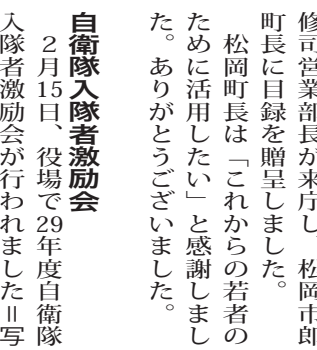 修司営業部長が来庁し、松岡市郎
町長に目録を贈呈しました。
　松岡町長は「これからの若者の
ために活用したい」と感謝しまし
た。ありがとうございました。
自衛隊入隊者激励会
　２月15日、役場で29年度自衛隊
入隊者激励会が行われました＝写